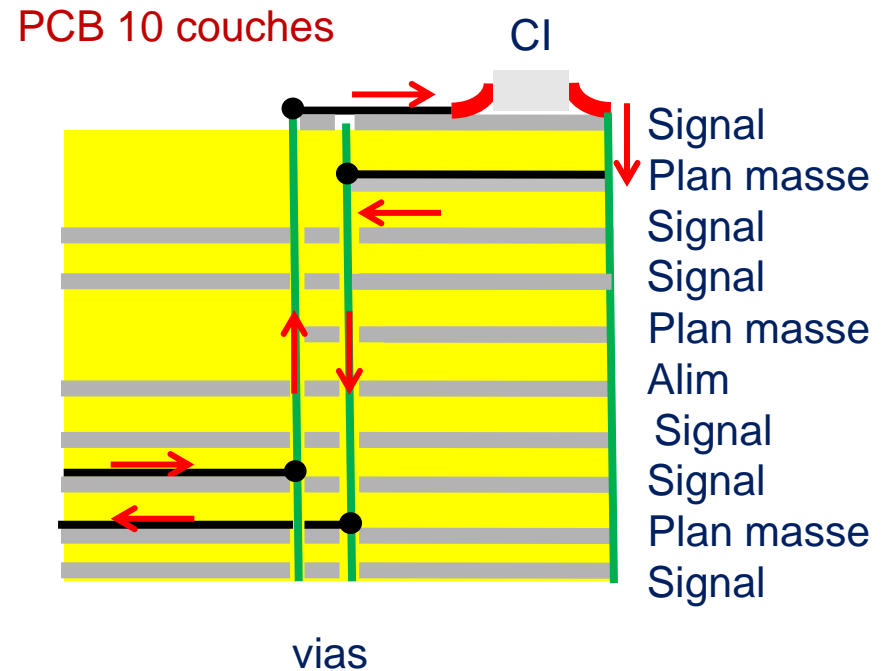 PCB 10 couches
CI
Signal
Plan masse
Signal
Signal
Plan masse
Alim
Signal
Signal
Plan masse
Signal
vias